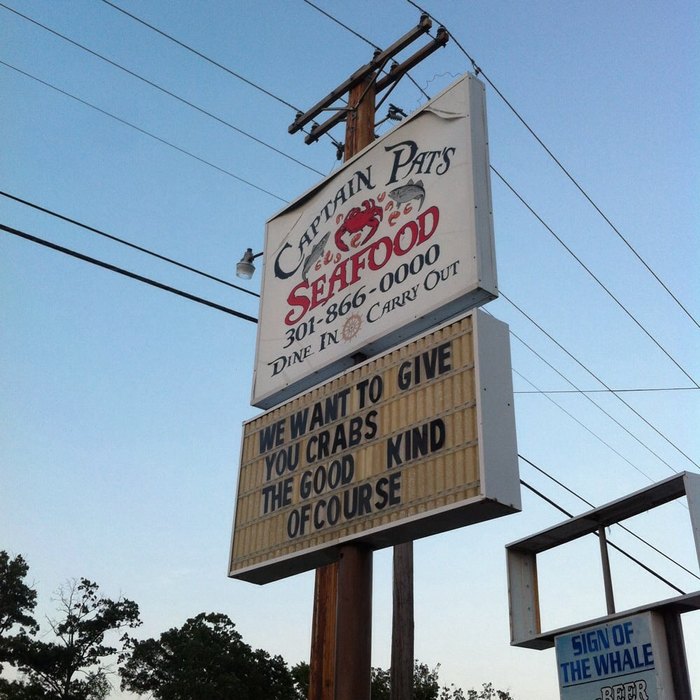 CAPTAIN PAT'S
SEAFOOD
301-866-0000
DINE IN CARRY OUT
WE WANT TO GIVE
YOU CRABS
THE GOOD KIND
OF COURSE
SIGN OF
THE WHALE
BEER